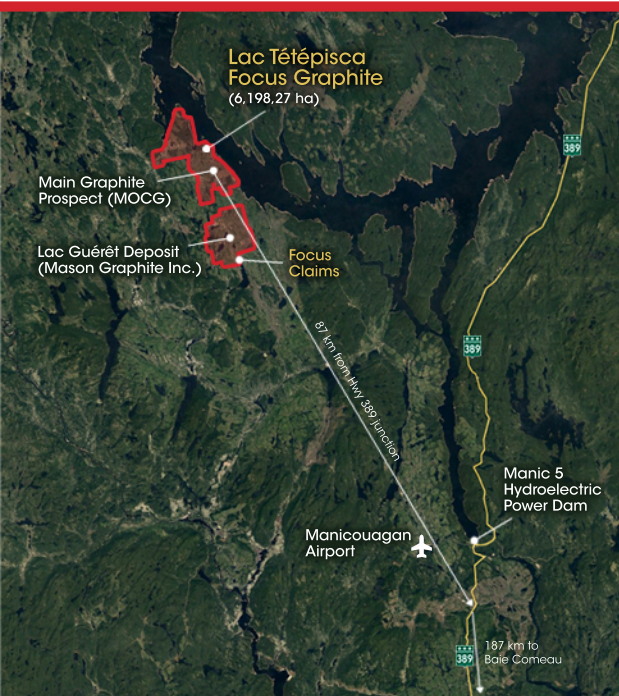 Lac Tétépisca
Focus Graphite
(6,198,27 ha)
389
Main Graphite
Prospect (MOCG)
Lac Guérêt Deposit
(Mason Graphite Inc.)
Focus
Claims
87 km from Hwy 389 junction
389
Manic 5
Hydroelectric
Power Dam
Manicouagan
Airport
389
187 km to
Baie Comeau